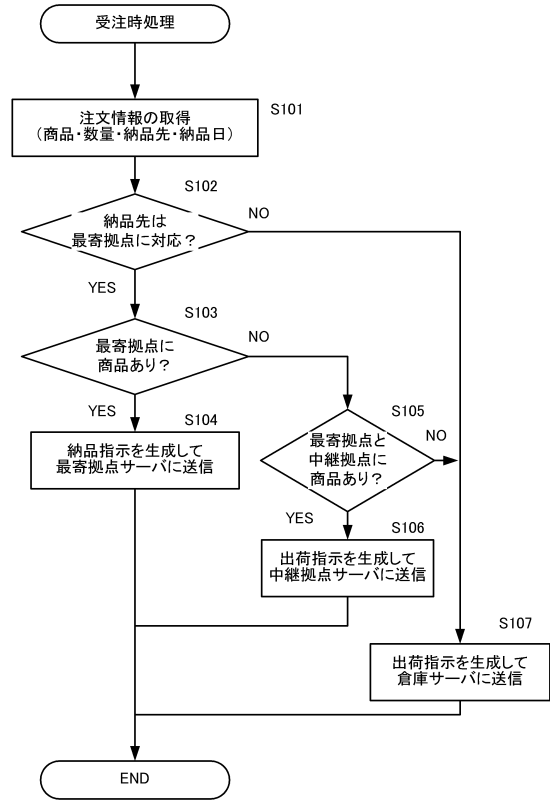 受注時処理
S101
注文情報の取得
（商品・数量・納品先・納品日）
S102
納品先は
最寄拠点に対応？
NO
YES
S103
最寄拠点に
商品あり？
NO
YES
S104
納品指示を生成して
最寄拠点サーバに送信
S105
最寄拠点と
中継拠点に
商品あり？
NO
YES
S106
出荷指示を生成して
中継拠点サーバに送信
S107
出荷指示を生成して
倉庫サーバに送信
END